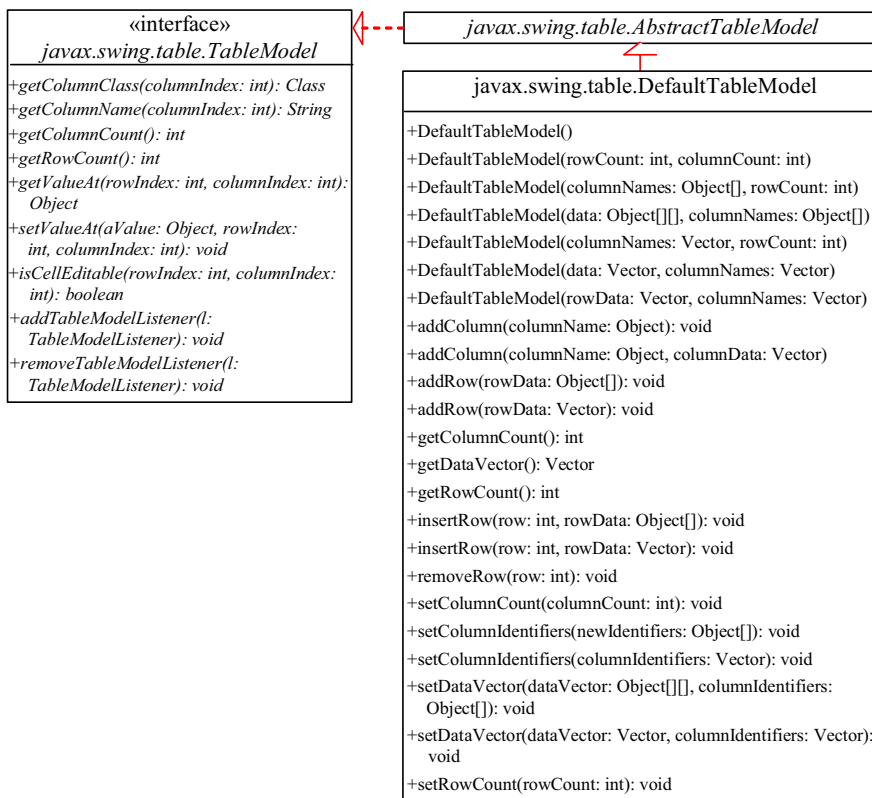 «interface»
javax.swing.table.TableModel
+getColumnClass(columnIndex: int): Class
+getColumnName(columnIndex: int): String
+getColumnCount(): int
+getRowCount(): int
+getValueAt(rowIndex: int, columnIndex: int):
Object
+setValueAt(aValue: Object, rowIndex:
int, columnIndex: int): void
+isCellEditable(rowIndex: int, columnIndex:
int): boolean
+addTableModelListener(l:
TableModelListener): void
+removeTableModelListener(l:
TableModelListener): void
javax.swing.table.AbstractTableModel
javax.swing.table.DefaultTableModel
+DefaultTableModel()
+DefaultTableModel(rowCount: int, columnCount: int)
+DefaultTableModel(columnNames: Object[], rowCount: int)
+DefaultTableModel(data: Object[][], columnNames: Object[])
+DefaultTableModel(columnNames: Vector, rowCount: int)
+DefaultTableModel(data: Vector, columnNames: Vector)
+DefaultTableModel(rowData: Vector, columnNames: Vector)
+addColumn(columnName: Object): void
+addColumn(columnName: Object, columnData: Vector)
+addRow(rowData: Object[]): void
+addRow(rowData: Vector): void
+getColumnCount(): int
+getDataVector(): Vector
+getRowCount(): int
+insertRow(row: int, rowData: Object[]): void
+insertRow(row: int, rowData: Vector): void
+removeRow(row: int): void
+setColumnCount(columnCount: int): void
+setColumnIdentifiers(newIdentifiers: Object[]): void
+setColumnIdentifiers(columnIdentifiers: Vector): void
+setDataVector(dataVector: Object[][], columnIdentifiers:
Object[]): void
+setDataVector(dataVector: Vector, columnIdentifiers: Vector):
void
+setRowCount(rowCount: int): void